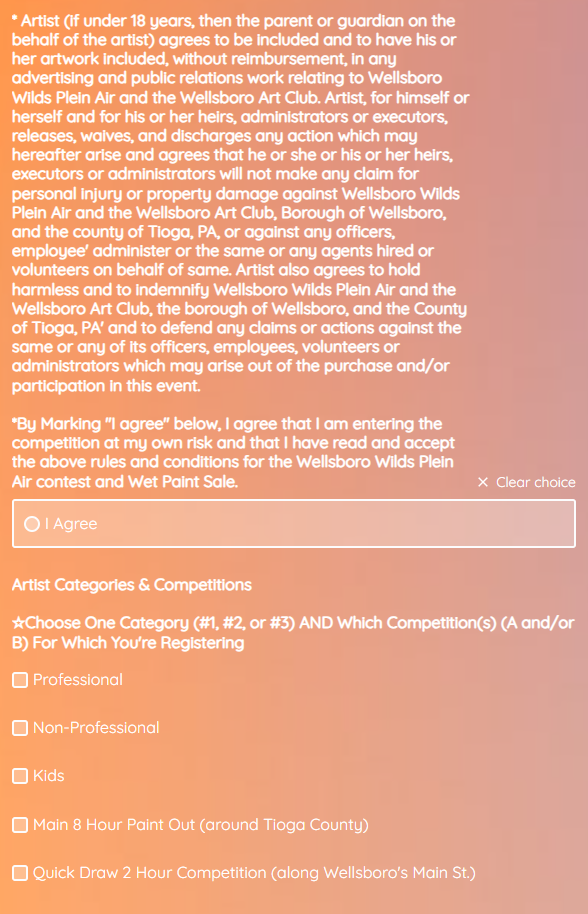 * Artist (if under 18 years, then the parent or guardian on the
behalf of the artist) agrees to be included and to have his or
her artwork included, without reimbursement, in any
advertising and public relations work relating to Wellsboro
Wilds Plein Air and the Wellsboro Art Club. Artist, for himself or
herself and for his or her heirs, administrators or executors,
releases, waives, and discharges any action which may
hereafter arise and agrees that he or she or his or her heirs,
executors or administrators will not make any claim for
personal injury or property damage against Wellsboro Wilds
Plein Air and the Wellsboro Art Club, Borough of Wellsboro,
and the county of Tioga, PA, or against any officers,
employee' administer or the same or any agents hired or
volunteers on behalf of same. Artist also agrees to hold
harmless and to indemnify Wellsboro Wilds Plein Air and the
Wellsboro Art Club, the borough of Wellsboro, and the County
of Tioga, PA' and to defend any claims or actions against the
same or any of its officers, employees, volunteers or
administrators which may arise out of the purchase and/or
participation in this event.
*By Marking "I agree" below, I agree that I am entering the
competition at my own risk and that I have read and accept
the above rules and conditions for the Wellsboro Wilds Plein
Air contest and Wet Paint Sale.
× Clear choice
I Agree
Artist Categories & Competitions
☆Choose One Category (#1, #2, or #3) AND Which Competition(s) (A and/or
B) For Which You're Registering
Professional
Non-Professional
Kids
Main 8 Hour Paint Out (around Tioga County)
Quick Draw 2 Hour Competition (along Wellsboro's Main St.)